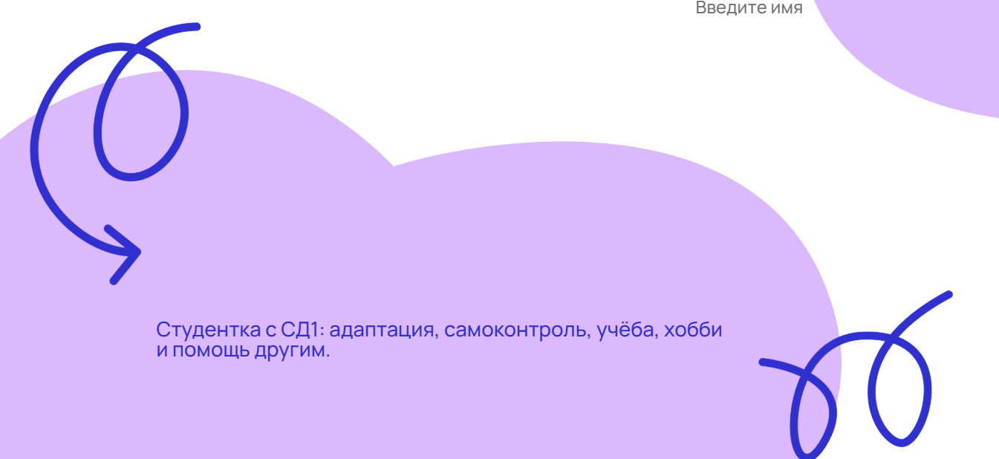 Введите имя
Студентка с СД1: адаптация, самоконтроль, учёба, хобби
и помощь другим.